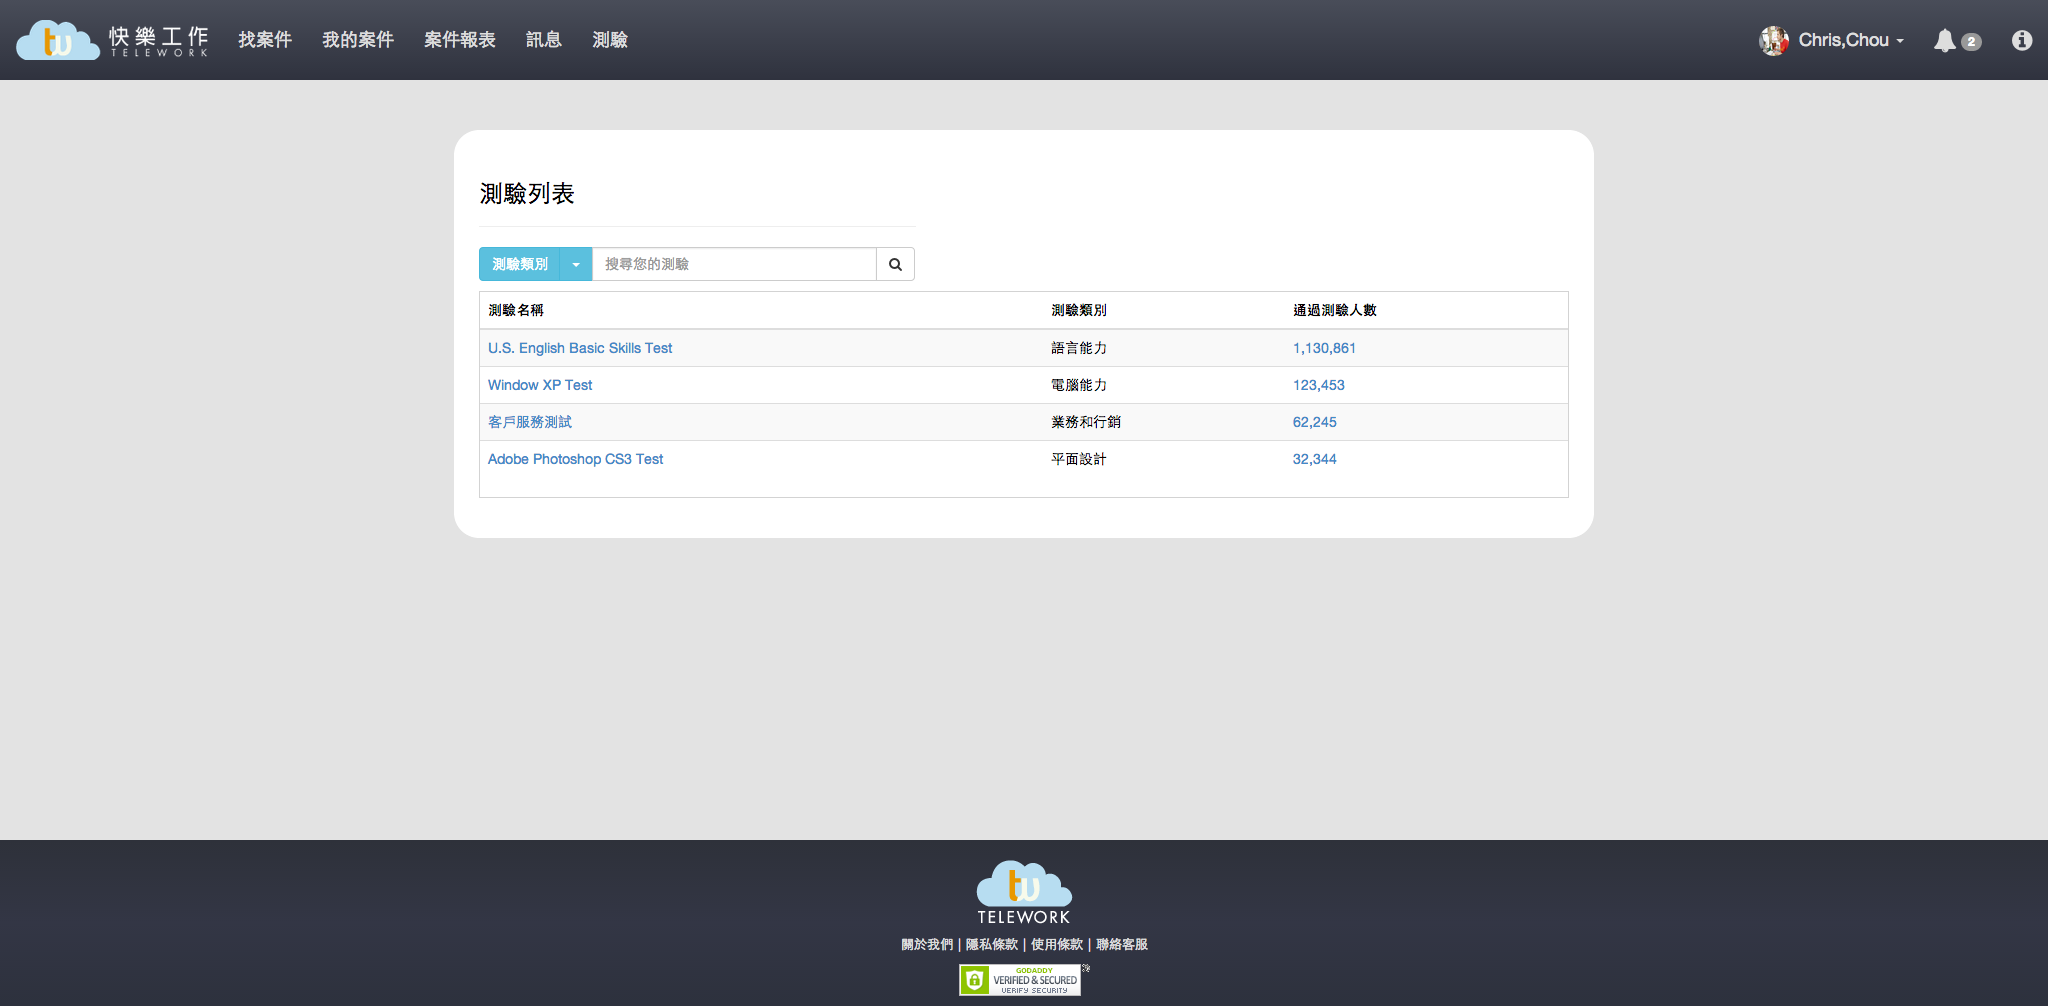 tw 快樂工作 找案件 我的案件 案件報表 訊息 測驗 Chris,Chou 2
TELEWORK
測驗列表
測驗類別 搜尋您的測驗
測驗名稱 測驗類別 通過測驗人數
U.S. English Basic Skills Test 語言能力 1,130,861
Window XP Test 電腦能力 123,453
客戶服務測試 業務和行銷 62,245
Adobe Photoshop CS3 Test 平面設計 32,344
tw
TELEWORK
關於我們 | 隱私條款 | 使用條款 | 聯絡客服
GODADDY
VERIFIED & SECURED
VERIFY SECURITY